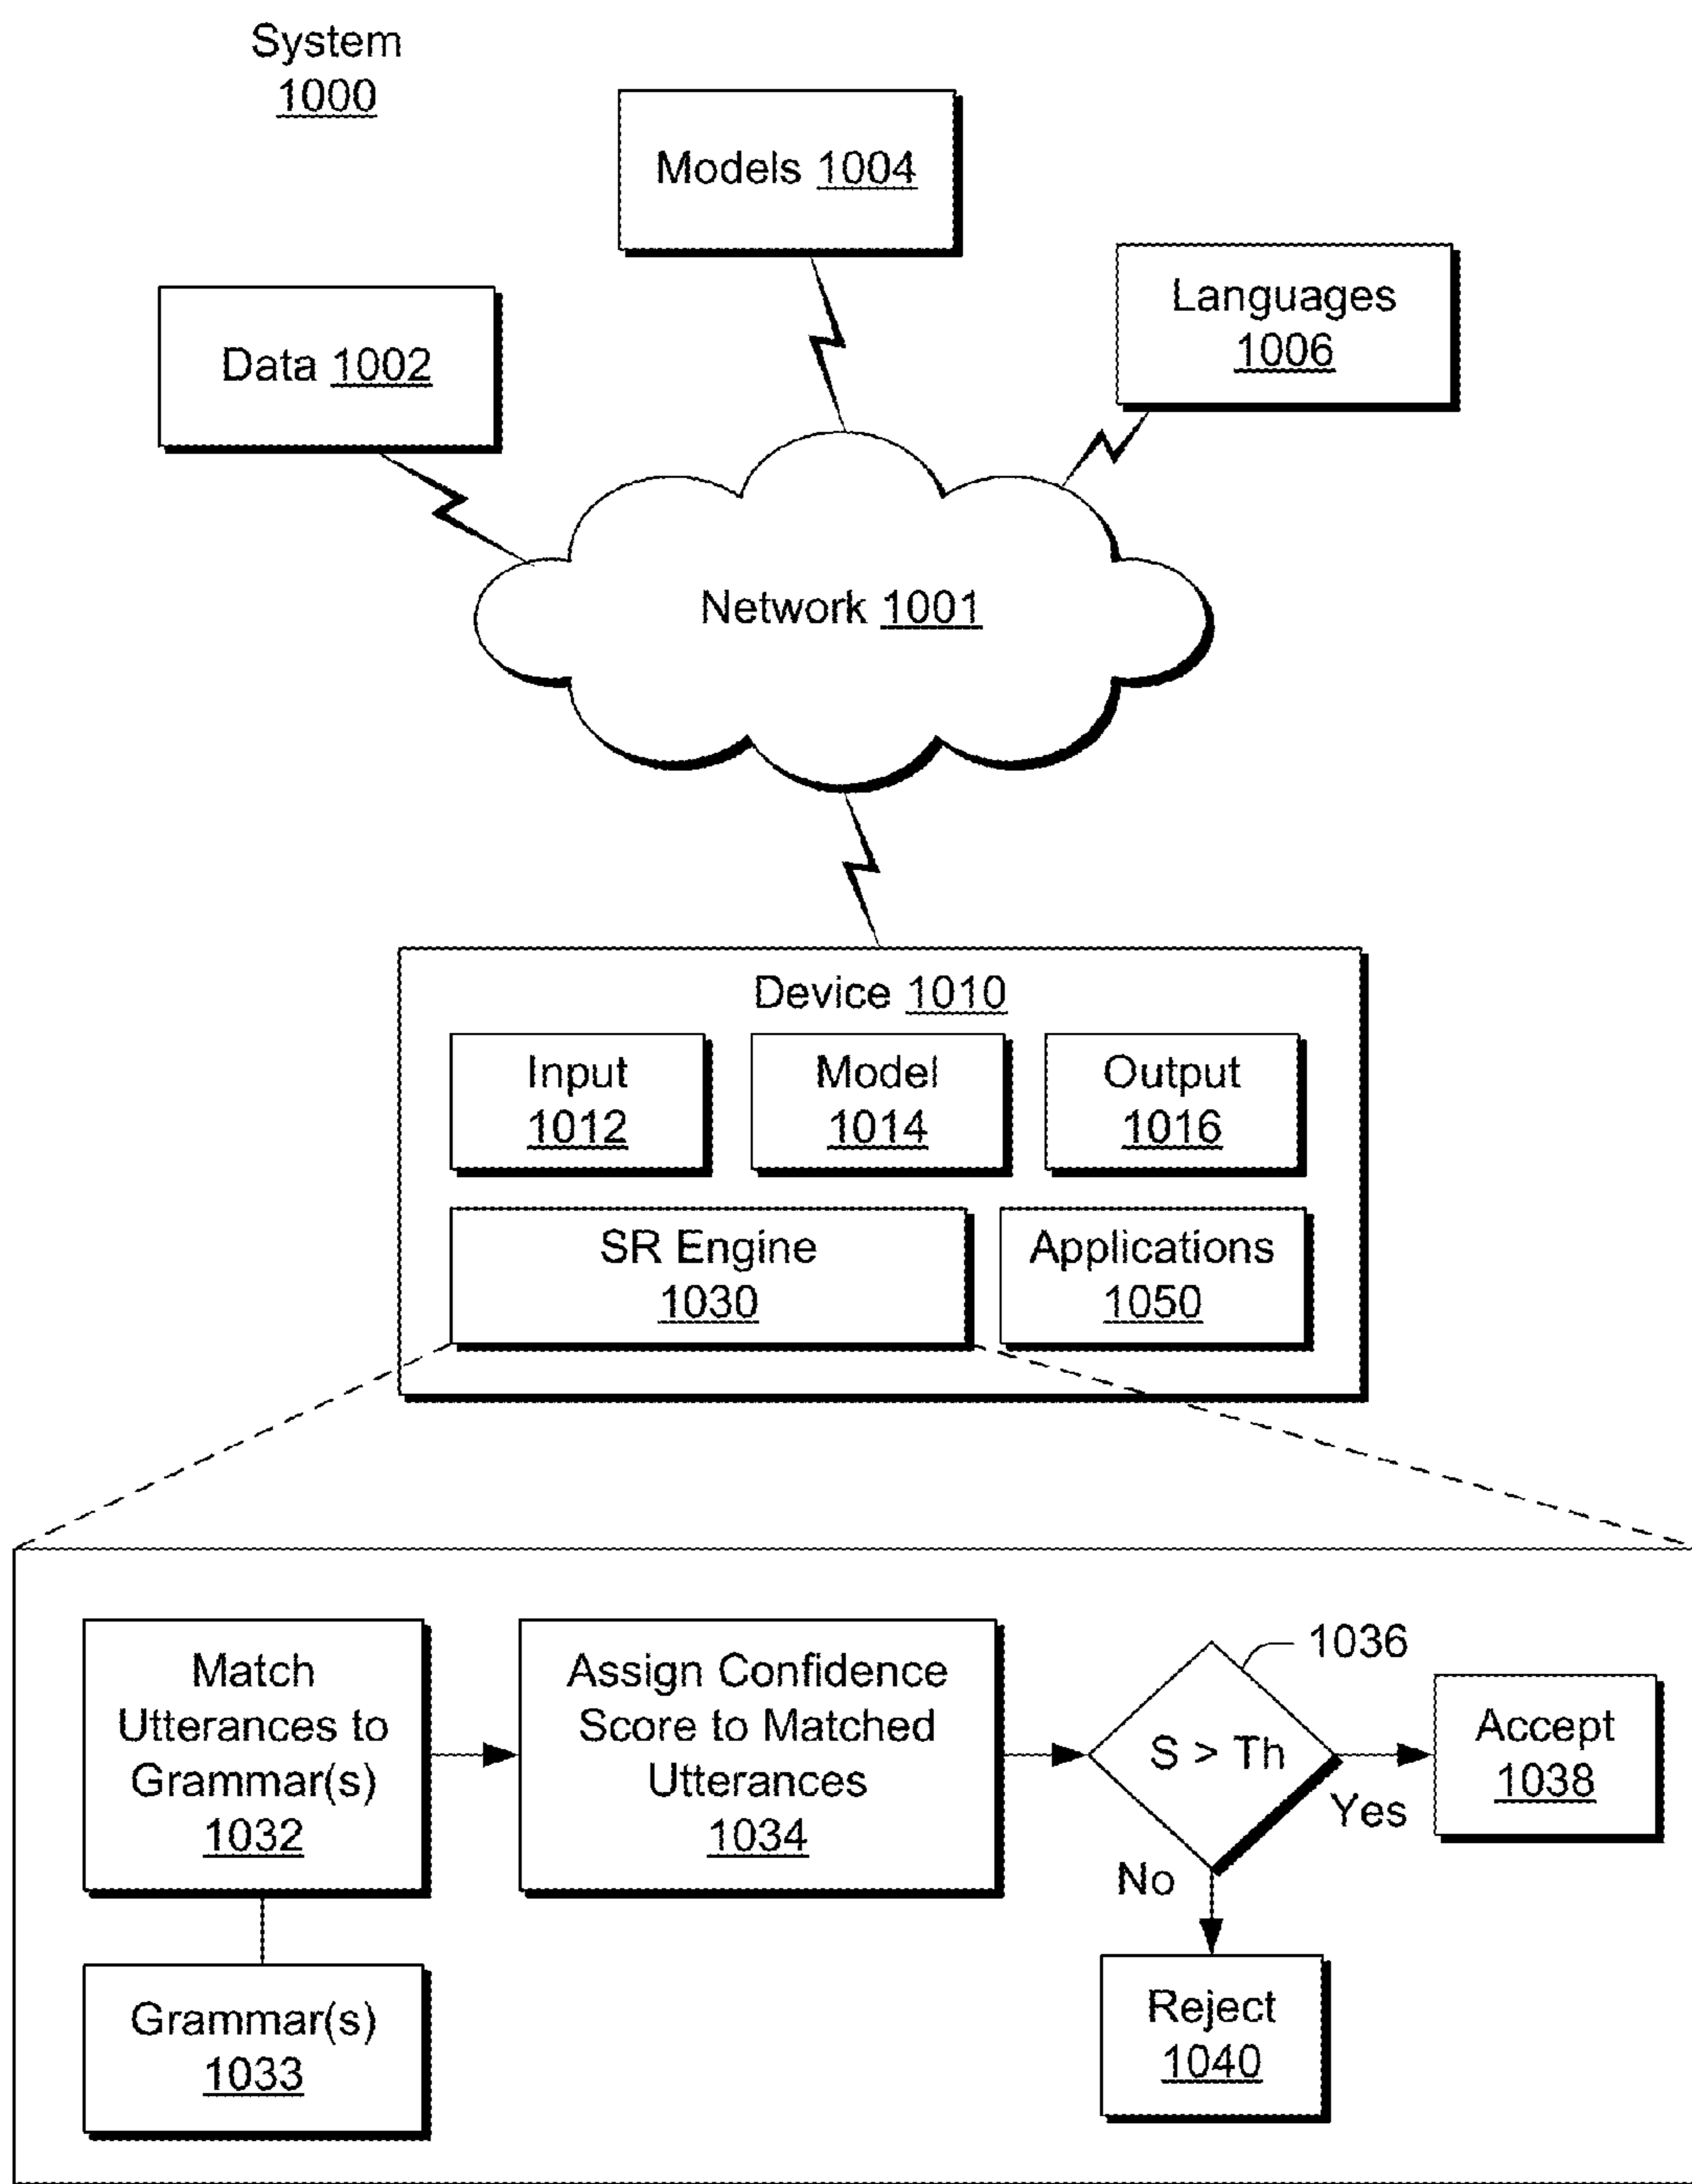 System
1000
Models 1004
Languages
1006
Data 1002
Network 1001
Device 1010
Input
1012
Model
1014
Output
1016
SR Engine
1030
Applications
1050
Match
Utterances to
Grammar(s)
1032
Assign Confidence
Score to Matched
Utterances
1034
1036
S > Th
Yes
No
Accept
1038
Grammar(s)
1033
Reject
1040